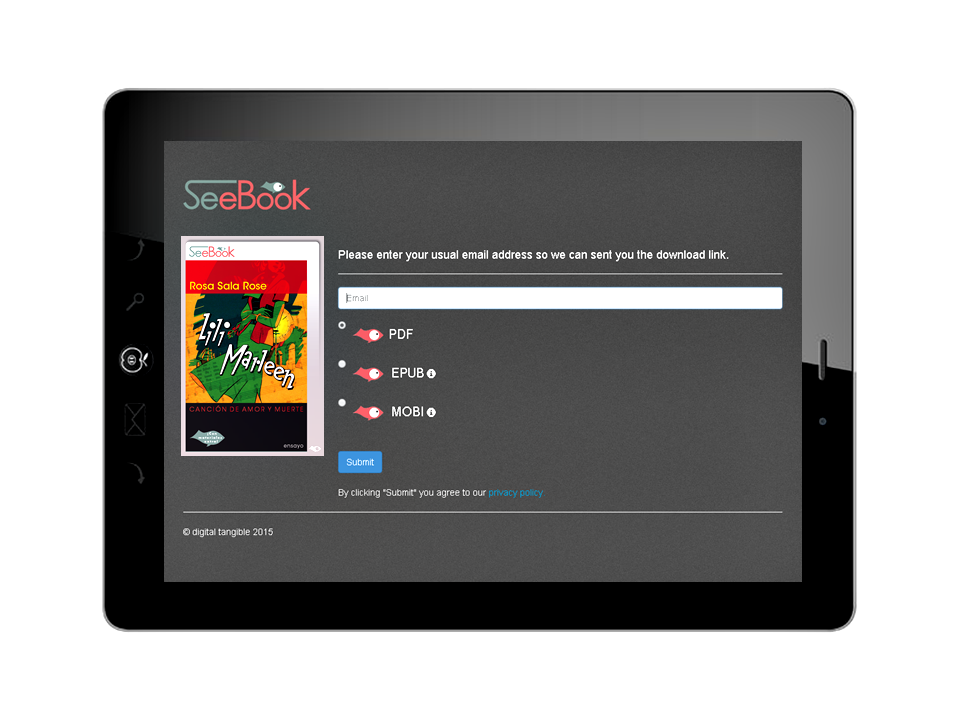 SeeBook
SeeBook
Rosa Sala Rose
Lili
Marleen
CANCIÓN DE AMOR Y MUERTE
ensayo
Please enter your usual email address so we can sent you the download link.
Email
PDF
EPUB
MOBI
Submit
By clicking "Submit" you agree to our privacy policy
© digital tangible 2015